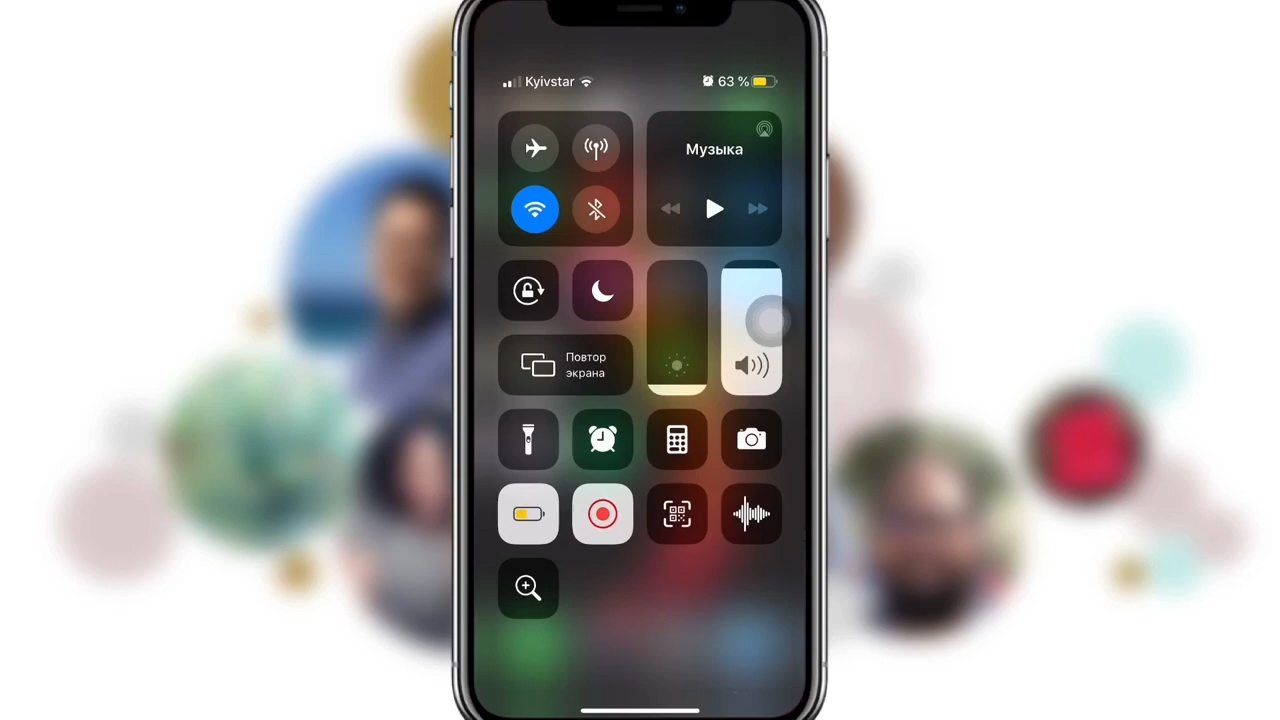 Kyivstar
63 %
Музыка
Повтор
экрана